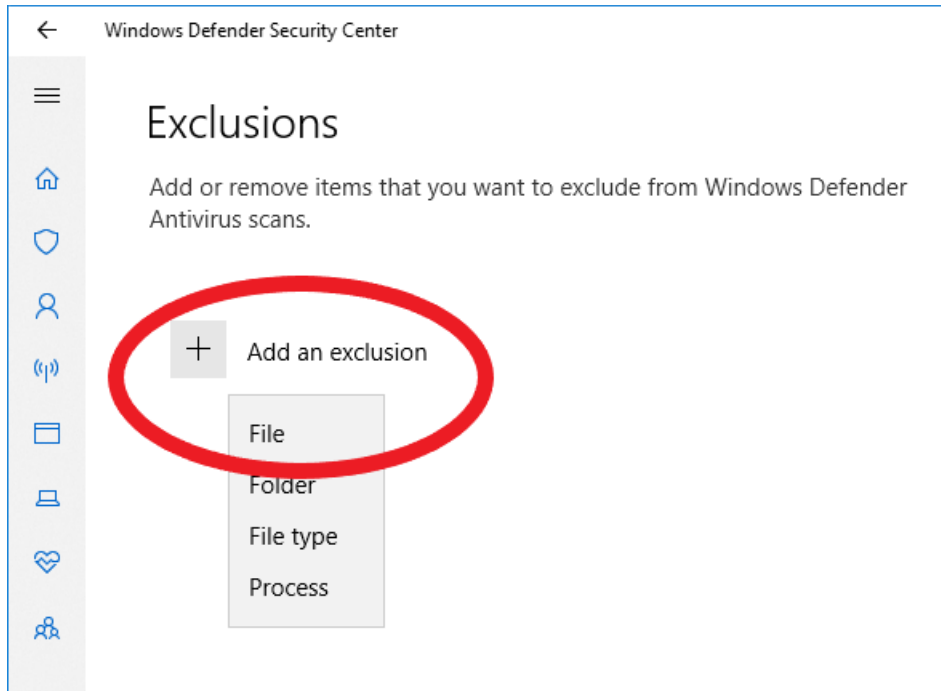 Windows Defender Security Center
Exclusions
Add or remove items that you want to exclude from Windows Defender
Antivirus scans.
Add an exclusion
File
Folder
File type
Process